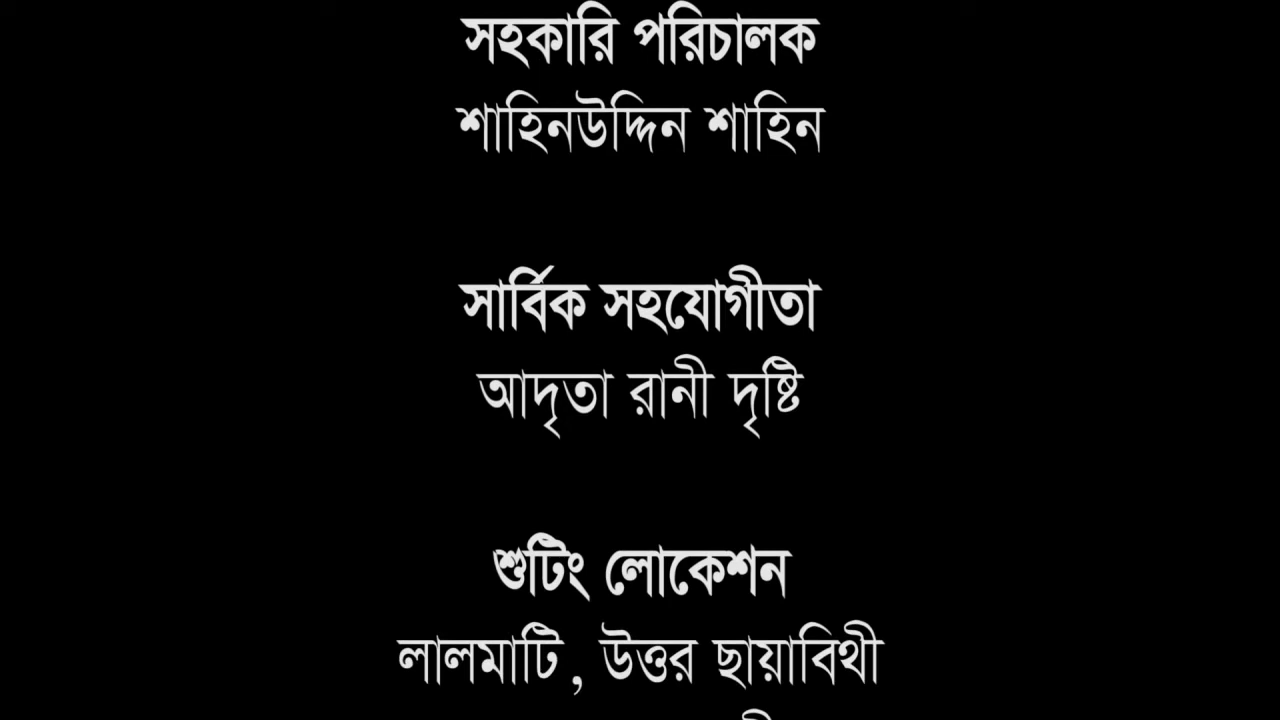 সহকারি পরিচালক
শাহিনউদ্দিন শাহিন
সার্বিক সহযোগীতা
আদৃতা রানী দৃষ্টি
শুটিং লোকেশন
লালমাটি, উত্তর ছায়াবিথী